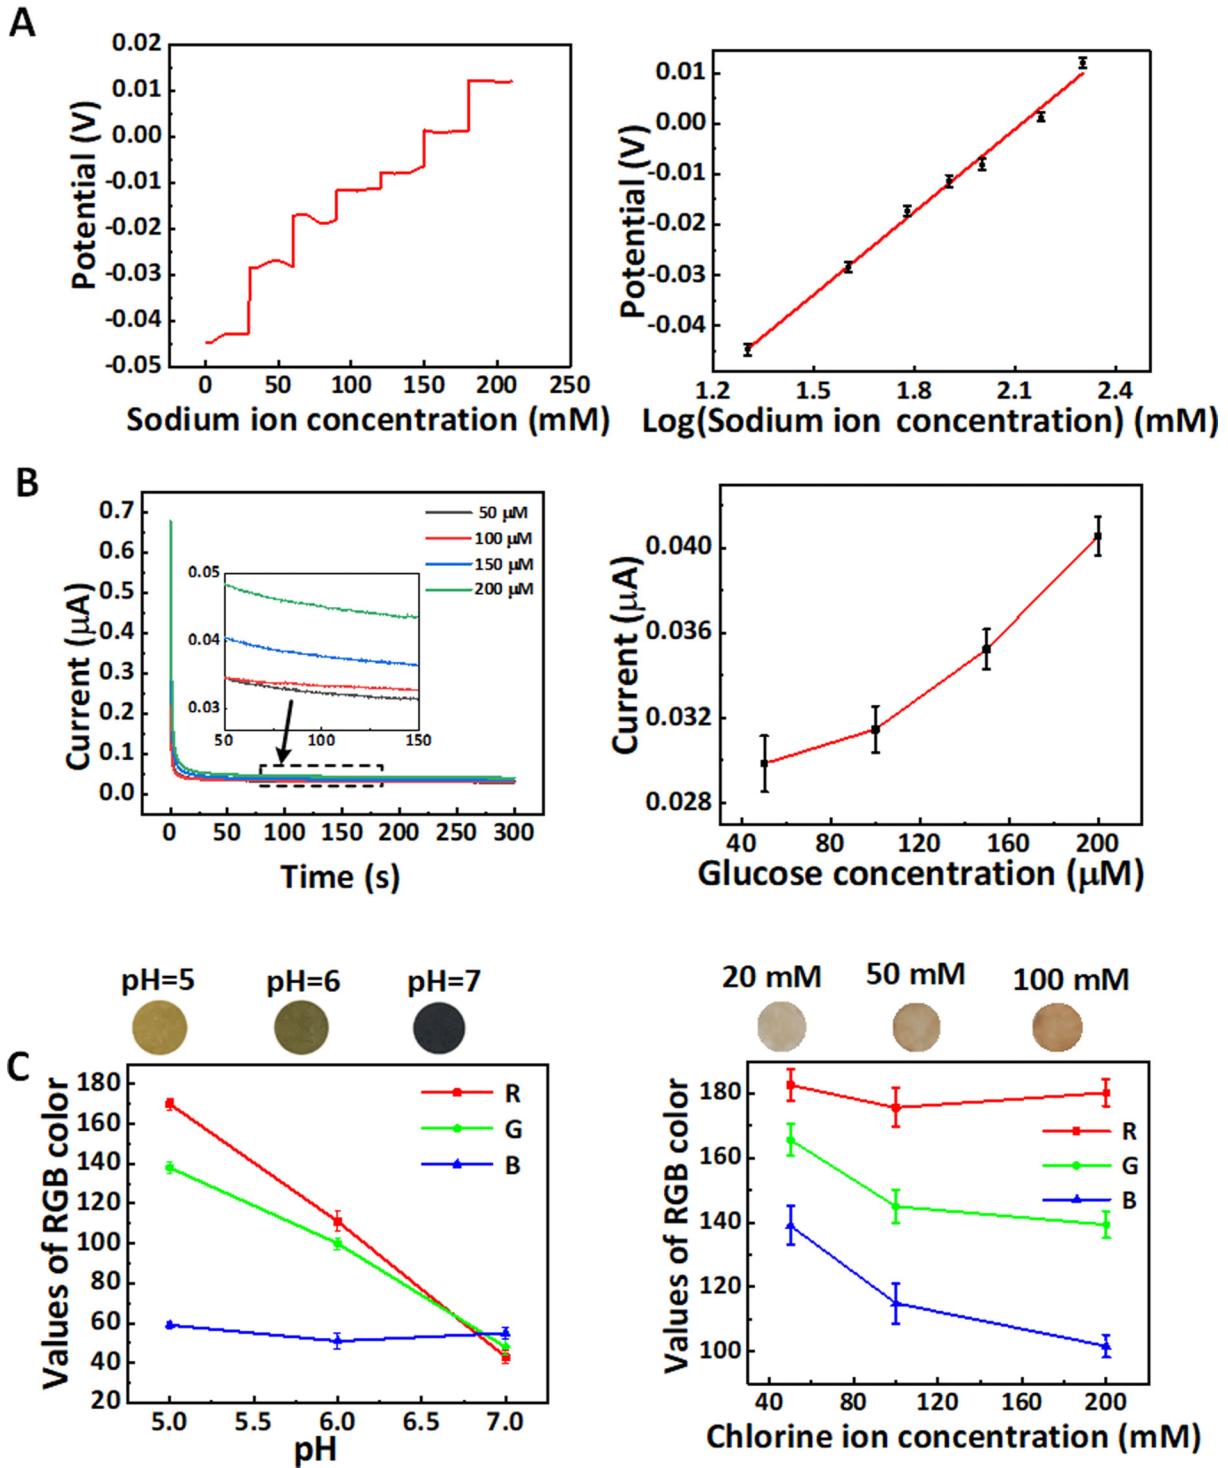 A
0.02
0.01
0.00
-0.01
-0.02
-0.03
-0.04
-0.05
Potential (V)
0 50 100 150 200 250
Sodium ion concentration (mM)
0.01
0.00
-0.01
-0.02
-0.03
-0.04
Potential (V)
1.2 1.5 1.8 2.1 2.4
Log(Sodium ion concentration) (mM)
B
0.7
0.6
0.5
0.4
0.3
0.2
0.1
0.0
Current (μA)
50 μM
100 μM
150 μM
200 μM
0.05
0.04
0.03
50 100 150
0 50 100 150 200 250 300
Time (s)
0.040
0.036
0.032
0.028
Current (μA)
40 80 120 160 200
Glucose concentration (μM)
pH=5 pH=6 pH=7
20 mM 50 mM 100 mM
C
180
160
140
120
100
80
60
40
20
Values of RGB color
R
G
B
5.0 5.5 6.0 6.5 7.0
pH
180
160
140
120
100
Values of RGB color
R
G
B
40 80 120 160 200
Chlorine ion concentration (mM)